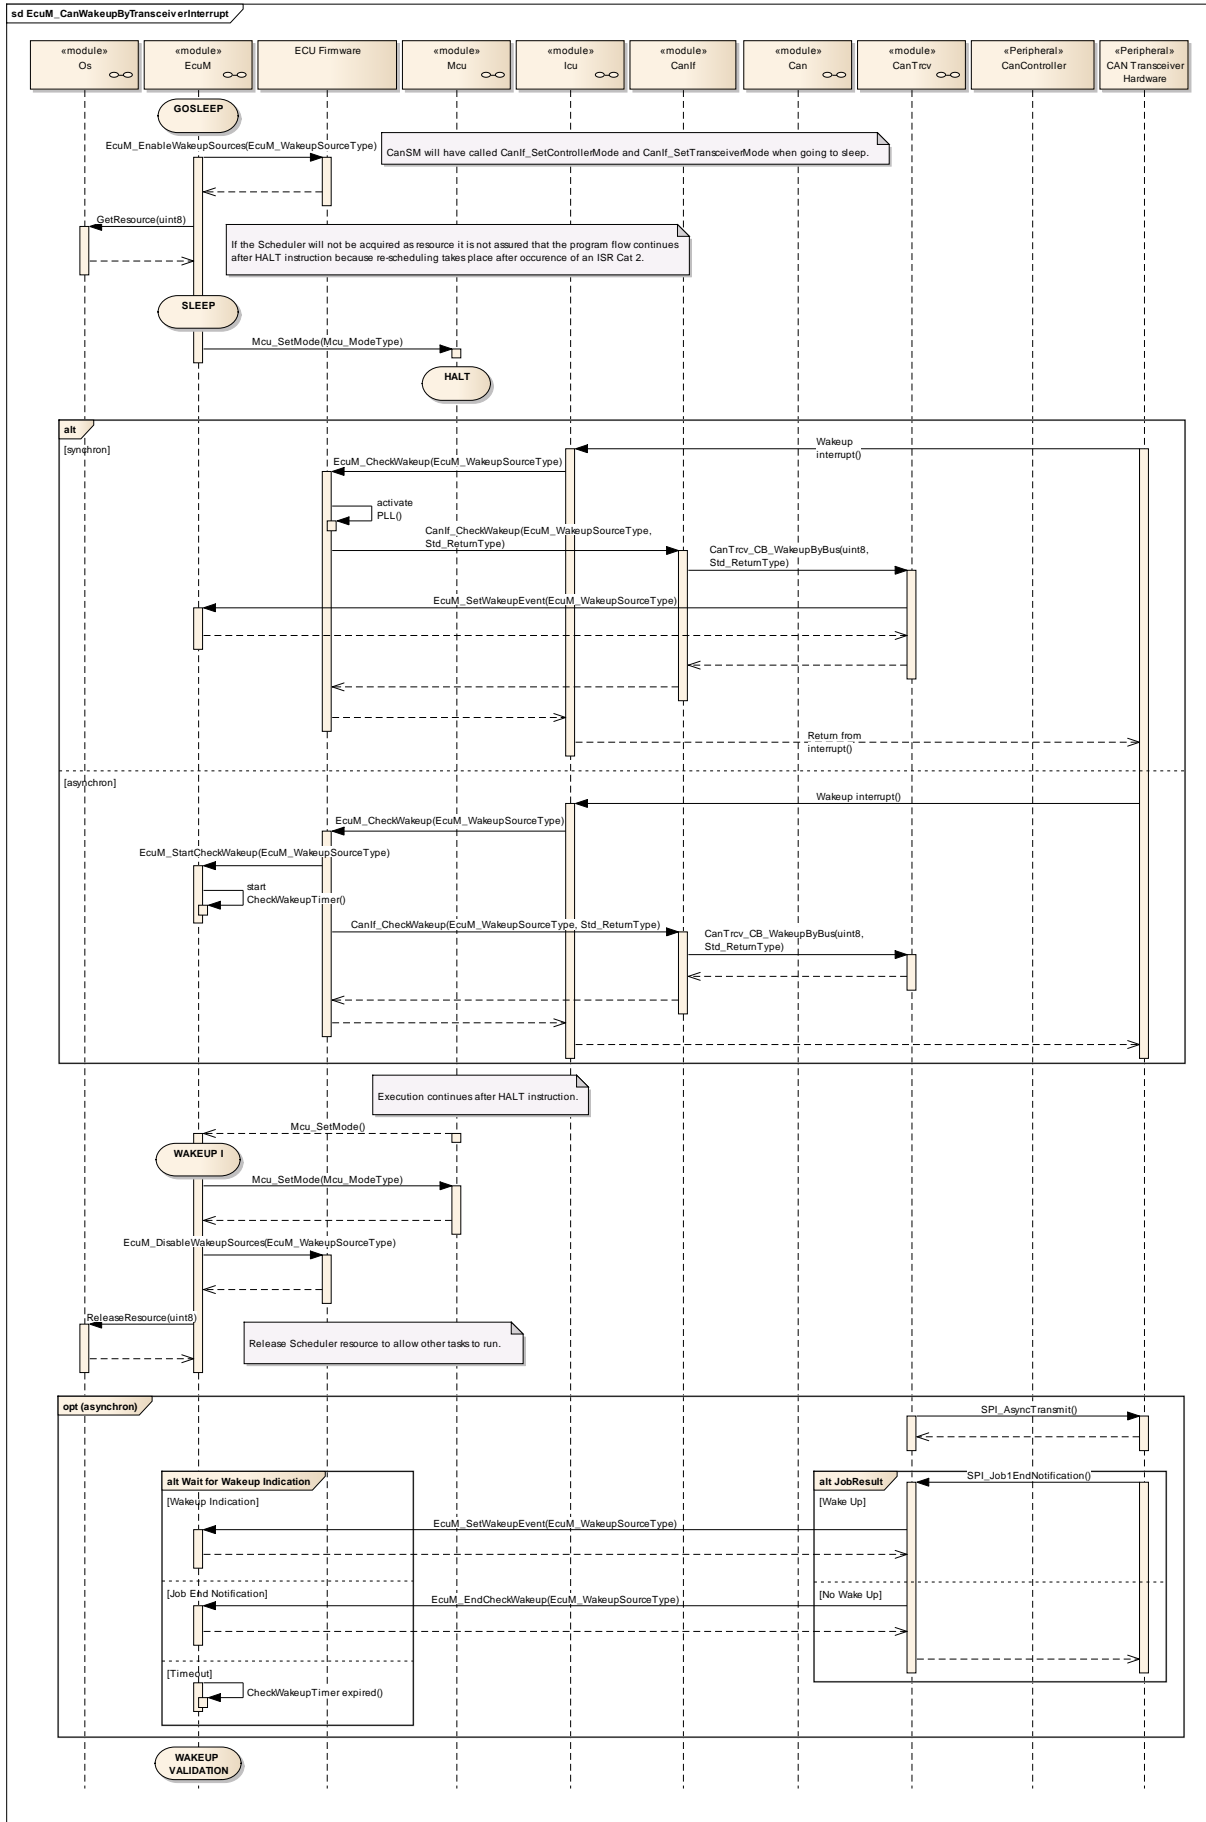 sd EcuM_CanWakeupByTransceiverInterrupt
«module»
Os
«module»
EcuM
ECU Firmware
«module»
Mcu
«module»
Icu
«module»
CanIf
«module»
Can
«module»
CanTrcv
«Peripheral»
CanController
«Peripheral»
CAN Transceiver
Hardware
GOSLEEP
EcuM_EnableWakeupSources(EcuM_WakeupSourceType)
CanSM will have called CanIf_SetControllerMode and CanIf_SetTransceiverMode when going to sleep.
GetResource(uint8)
If the Scheduler will not be acquired as resource it is not assured that the program flow continues
after HALT instruction because re-scheduling takes place after occurence of an ISR Cat 2.
SLEEP
Mcu_SetMode(Mcu_ModeType)
HALT
alt
[synchron]
Wakeup
interrupt()
EcuM_CheckWakeup(EcuM_WakeupSourceType)
activate
PLL()
CanIf_CheckWakeup(EcuM_WakeupSourceType,
Std_ReturnType)
CanTrcv_CB_WakeupByBus(uint8,
Std_ReturnType)
EcuM_SetWakeupEvent(EcuM_WakeupSourceType)
Return from
interrupt()
[asynchron]
Wakeup interrupt()
EcuM_CheckWakeup(EcuM_WakeupSourceType)
EcuM_StartCheckWakeup(EcuM_WakeupSourceType)
start
CheckWakeupTimer()
CanIf_CheckWakeup(EcuM_WakeupSourceType, Std_ReturnType)
CanTrcv_CB_WakeupByBus(uint8,
Std_ReturnType)
Execution continues after HALT instruction.
Mcu_SetMode()
WAKEUP I
Mcu_SetMode(Mcu_ModeType)
EcuM_DisableWakeupSources(EcuM_WakeupSourceType)
ReleaseResource(uint8)
Release Scheduler resource to allow other tasks to run.
opt (asynchron)
SPI_AsyncTransmit()
alt Wait for Wakeup Indication
alt JobResult
SPI_Job1EndNotification()
[Wakeup Indication]
[Wake Up]
EcuM_SetWakeupEvent(EcuM_WakeupSourceType)
[Job End Notification]
[No Wake Up]
EcuM_EndCheckWakeup(EcuM_WakeupSourceType)
[Timeout]
CheckWakeupTimer expired()
WAKEUP
VALIDATION